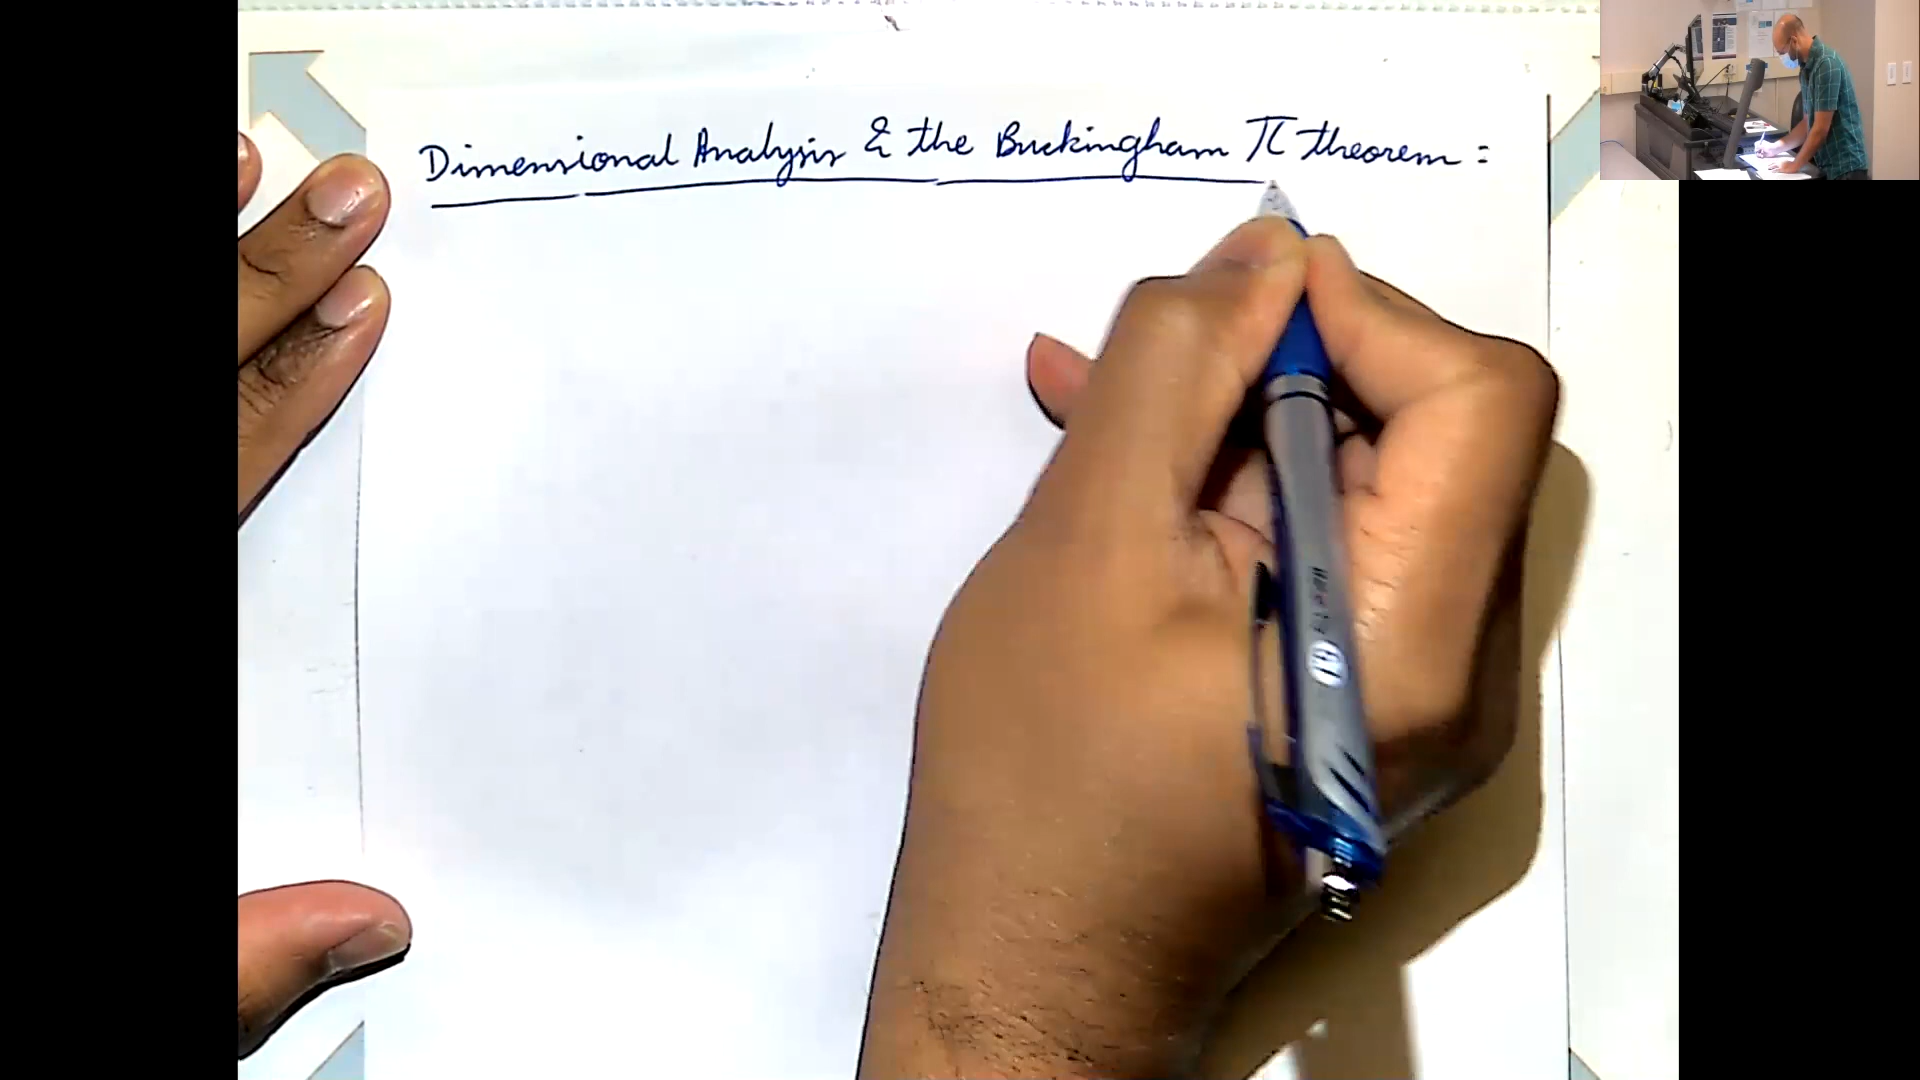 Dimensional Analysis & the Buckingham π theorem :